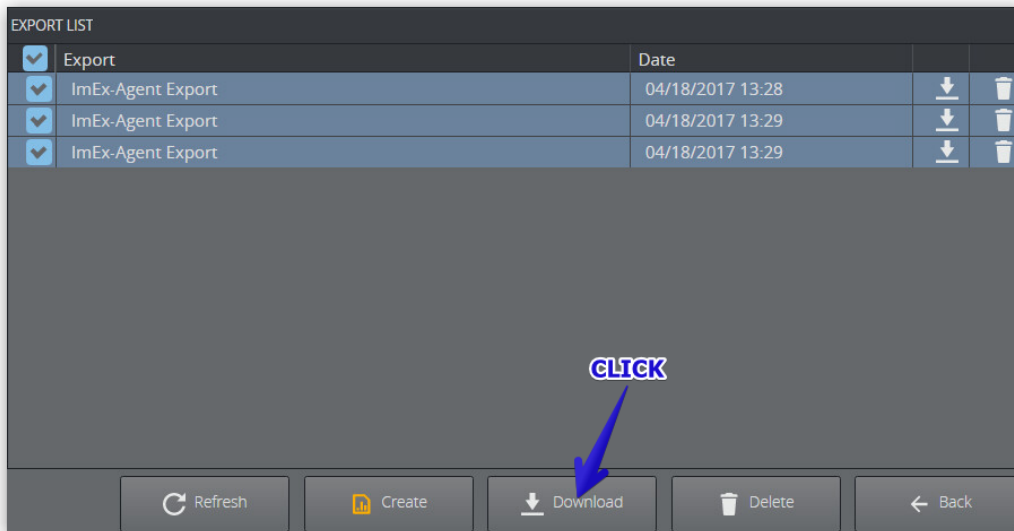 EXPORT LIST
Export Date
ImEx-Agent Export 04/18/2017 13:28
ImEx-Agent Export 04/18/2017 13:29
ImEx-Agent Export 04/18/2017 13:29
CLICK
Refresh Create Download Delete Back